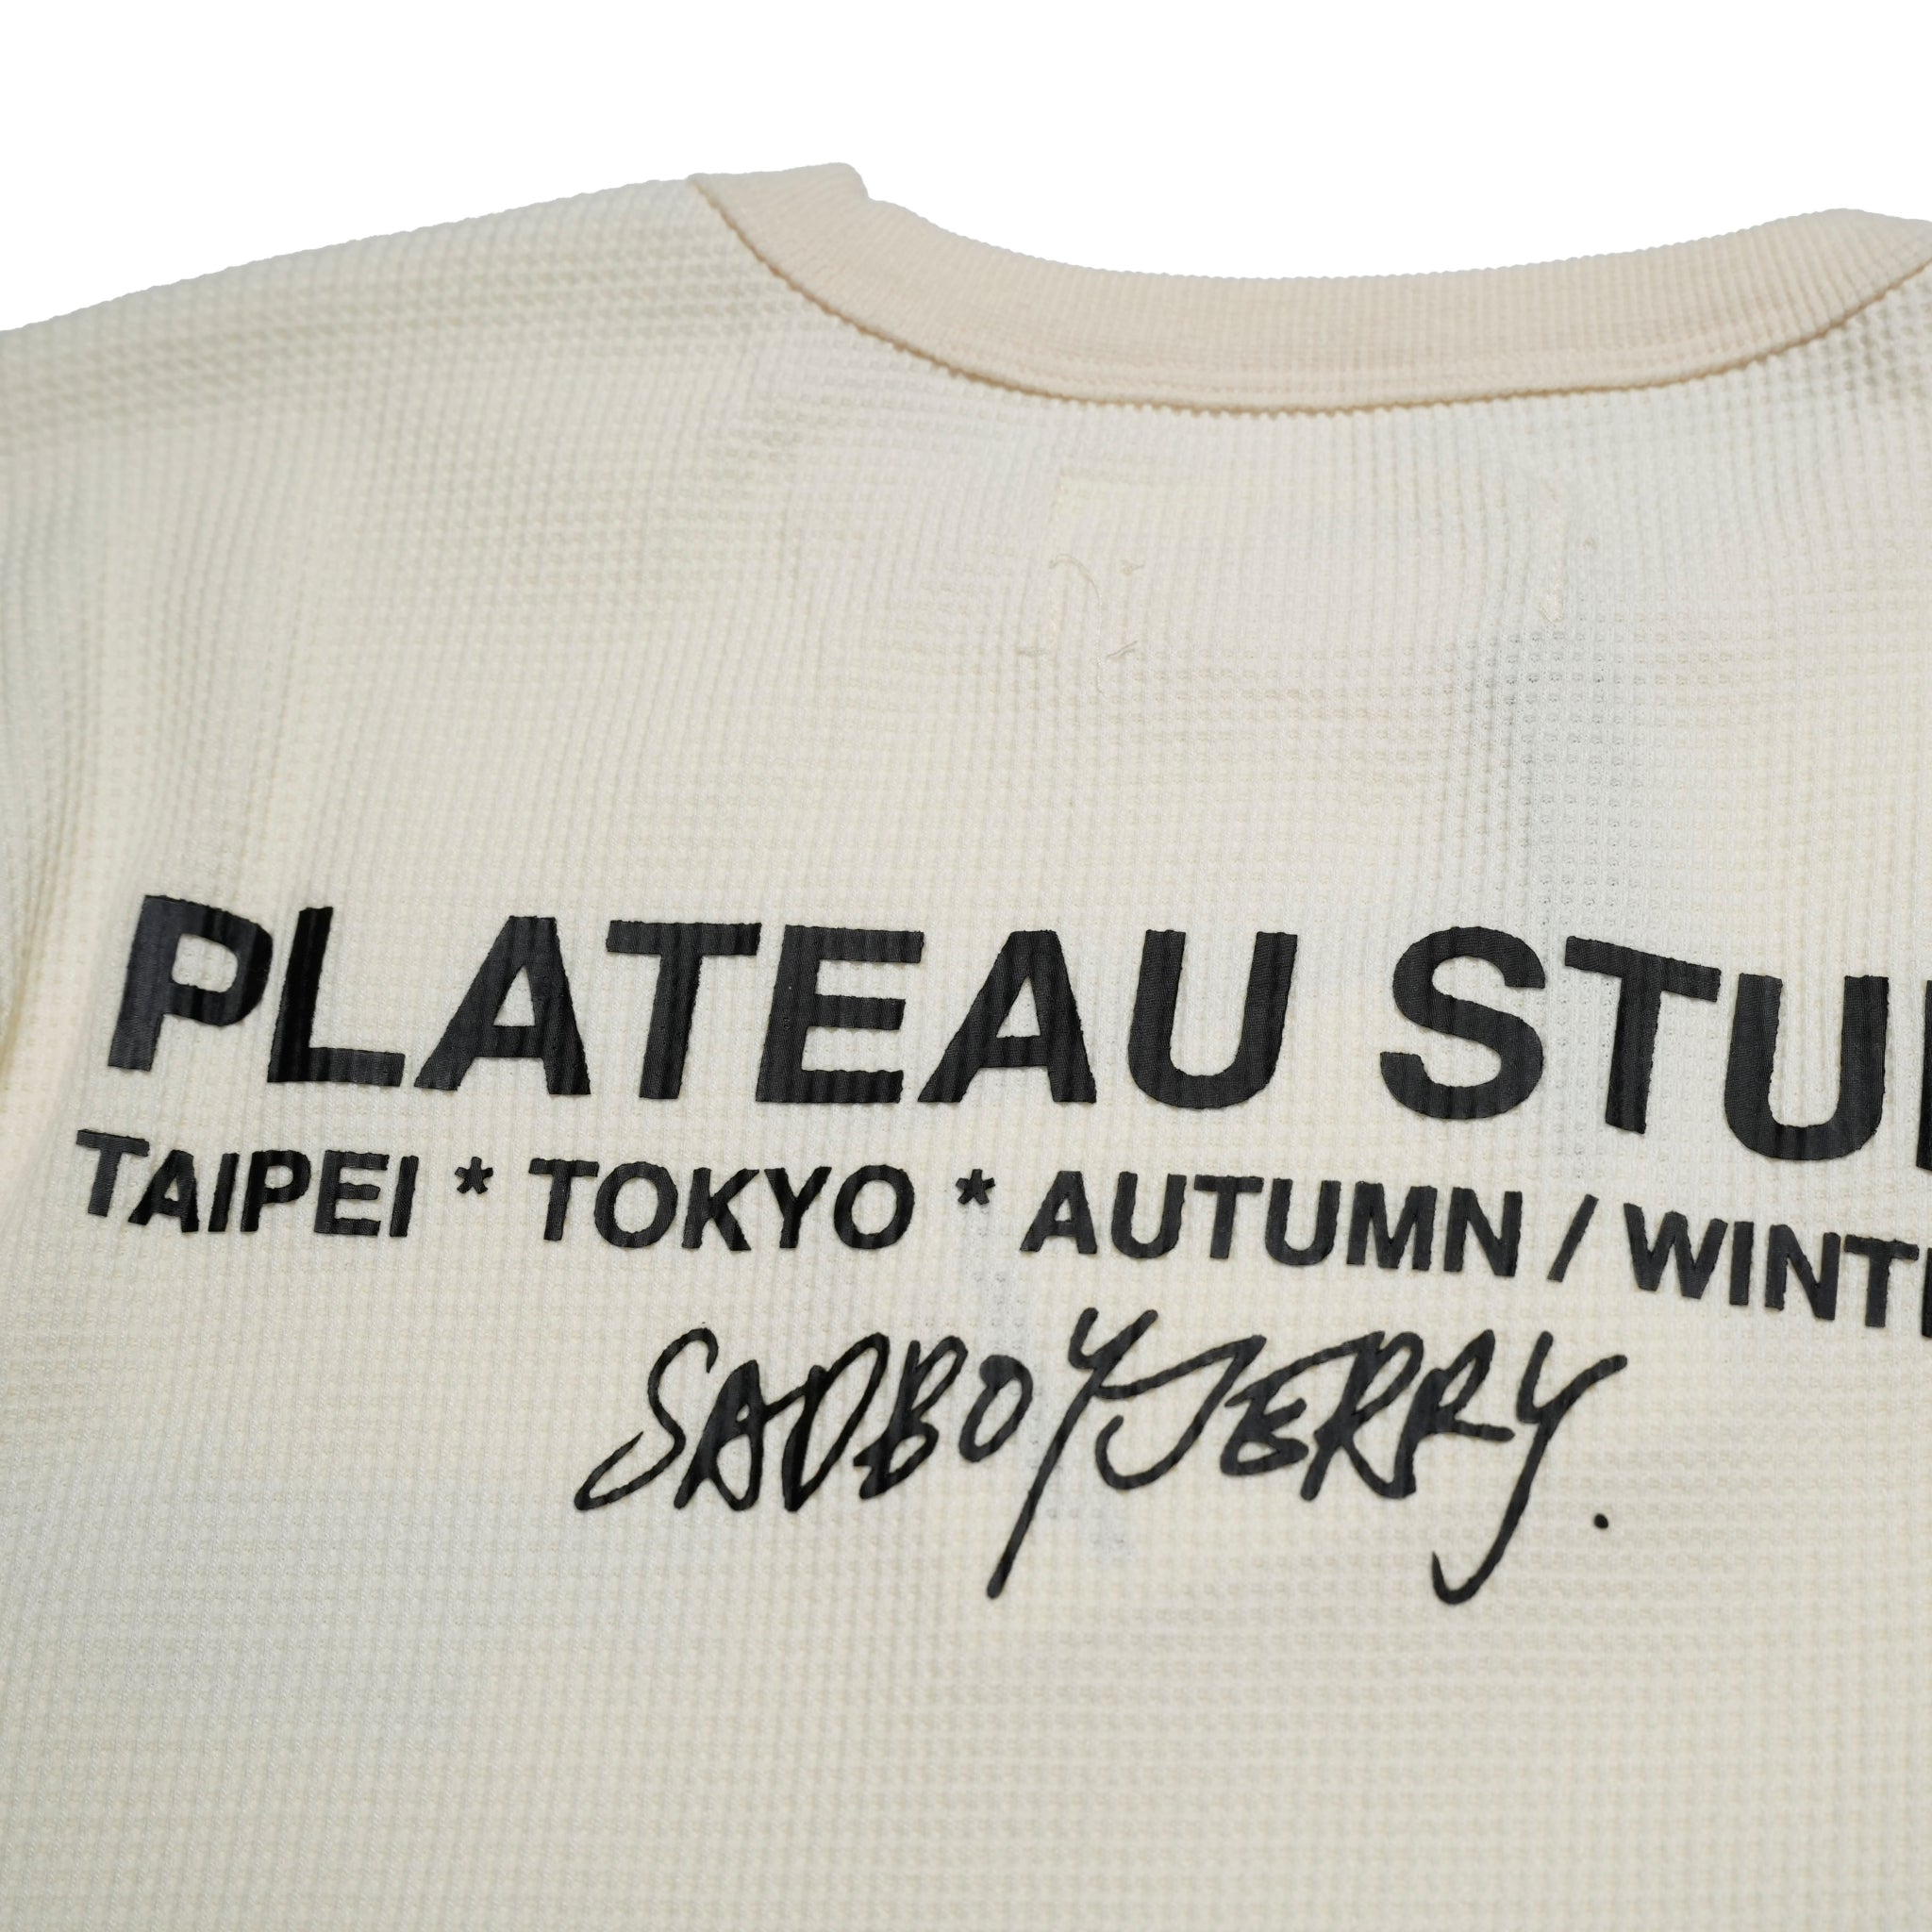 PLATEAU STU
TAIPEI * TOKYO * AUTUMN / WINT
SADBOYJERRY.